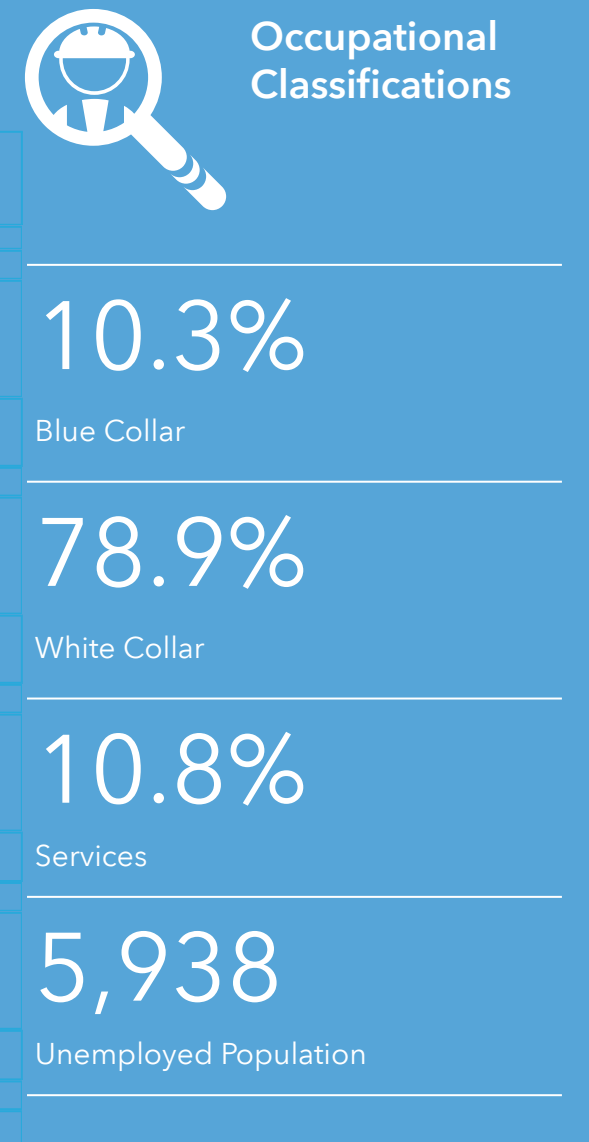 Occupational
Classifications
10.3%
Blue Collar
78.9%
White Collar
10.8%
Services
5,938
Unemployed Population